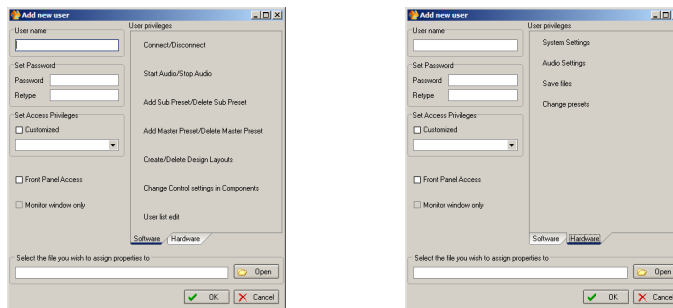 Add new user
User name
User privileges
Connect/Disconnect
Set Password
Password
Retype
Start Audio/Stop Audio
Add Sub Preset/Delete Sub Preset
Set Access Privileges
Customized
Add Master Preset/Delete Master Preset
Create/Delete Design Layouts
Front Panel Access
Change Control settings in Components
Monitor window only
User list edit
Software Hardware
Select the file you wish to assign properties to
Open
OK Cancel
Add new user
User name
User privileges
System Settings
Set Password
Audio Settings
Password
Save files
Retype
Change presets
Set Access Privileges
Customized
Front Panel Access
Monitor window only
Software Hardware
Select the file you wish to assign properties to
Open
OK Cance